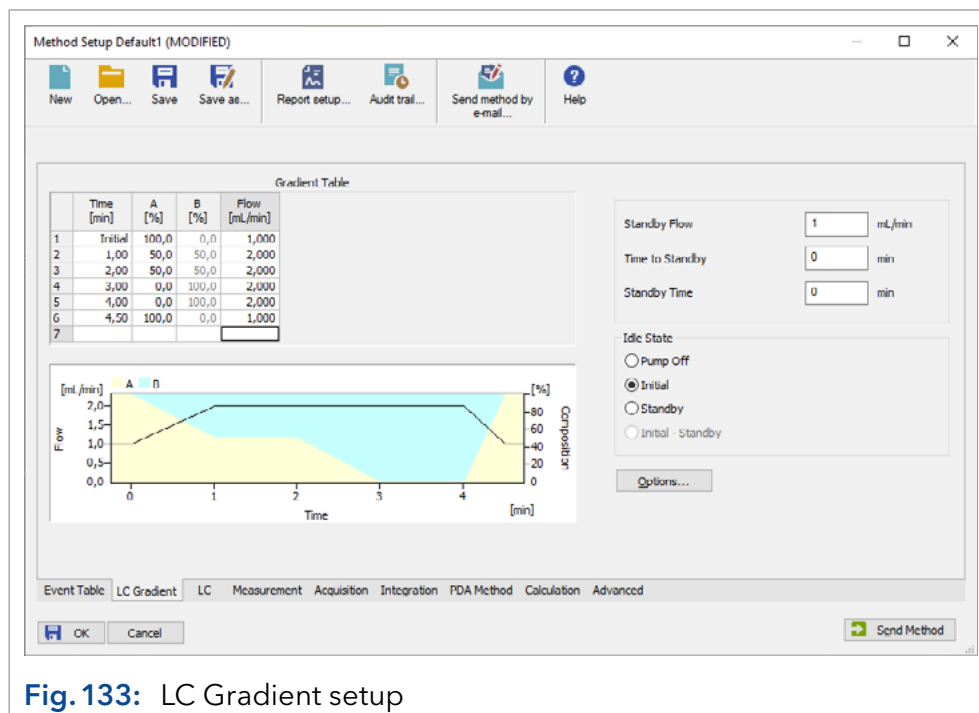 Method Setup Default1 (MODIFIED)
New Open... Save Save as... Report setup... Audit trail... Send method by e-mail... Help
Gradient Table
Time [min] A [%] B [%] Flow [mL/min]
1 Initial 100,0 0,0 1,000
2 1,00 50,0 50,0 2,000
3 2,00 50,0 50,0 2,000
4 3,00 0,0 100,0 2,000
5 4,00 0,0 100,0 2,000
6 4,50 100,0 0,0 1,000
7
Standby Flow 1 mL/min
Time to Standby 0 min
Standby Time 0 min
Idle State
Pump Off
Initial
Standby
Initial - Standby
Options...
[mL/min] A B [%]
2,0 80
1,5 60
1,0 40
0,5 20
0,0 0
Flow
Composition
0 1 2 3 4 [min]
Time
Event Table LC Gradient LC Measurement Acquisition Integration PDA Method Calculation Advanced
OK Cancel Send Method
Fig. 133: LC Gradient setup